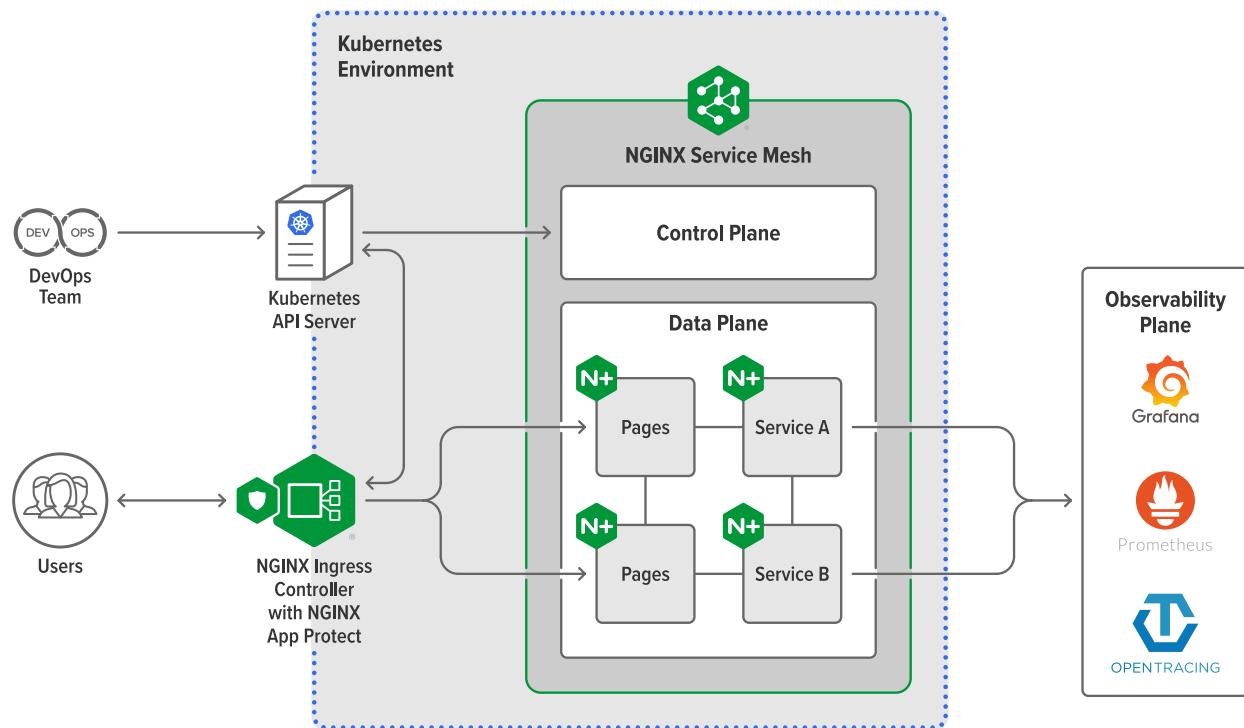 Kubernetes
Environment
NGINX Service Mesh
Control Plane
DEV OPS
DevOps
Team
Kubernetes
API Server
Data Plane
N+
N+
Pages
Service A
N+
N+
Pages
Service B
Users
NGINX Ingress
Controller
with NGINX
App Protect
Observability
Plane
Grafana
Prometheus
OPENTRACING